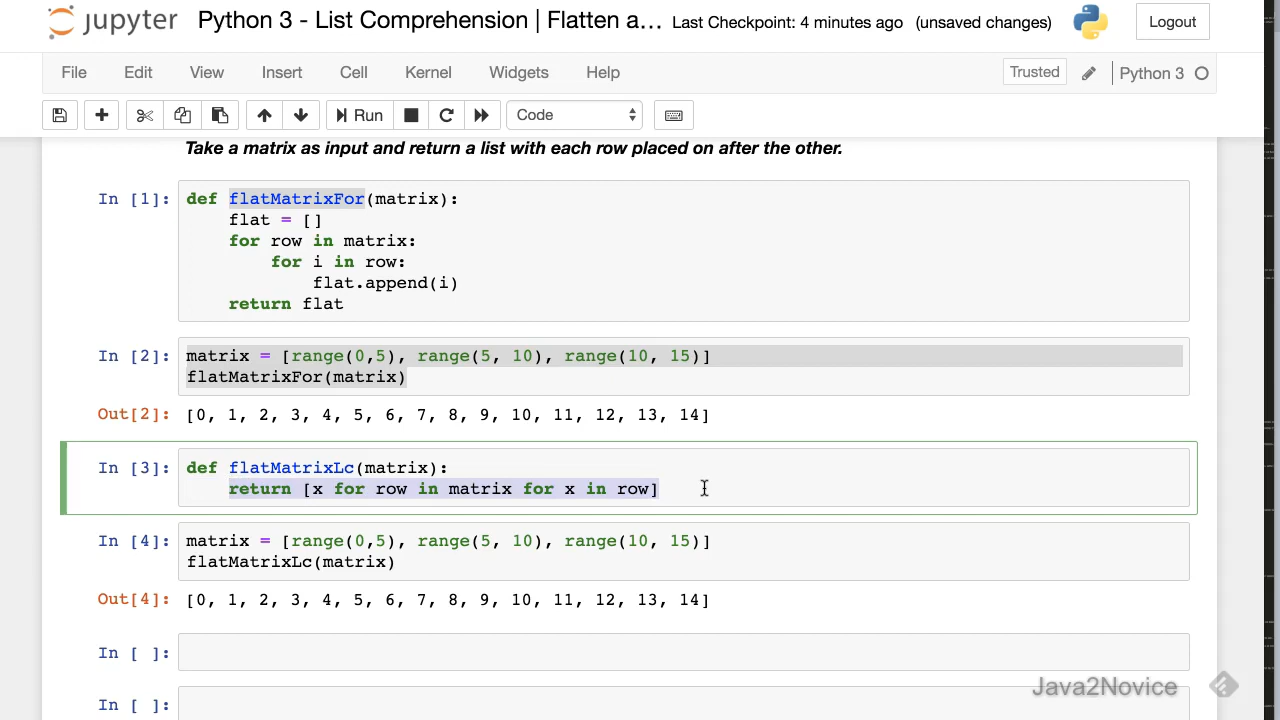 jupyter Python 3 - List Comprehension | Flatten a... Last Checkpoint: 4 minutes ago (unsaved changes) Logout
File Edit View Insert Cell Kernel Widgets Help Trusted Python 3
Run Code
Take a matrix as input and return a list with each row placed on after the other.
In [1]: def flatMatrixFor(matrix):
flat = []
for row in matrix:
for i in row:
flat.append(i)
return flat
In [2]: matrix = [range(0,5), range(5, 10), range(10, 15)]
flatMatrixFor(matrix)
Out[2]: [0, 1, 2, 3, 4, 5, 6, 7, 8, 9, 10, 11, 12, 13, 14]
In [3]: def flatMatrixLc(matrix):
return [x for row in matrix for x in row]
In [4]: matrix = [range(0,5), range(5, 10), range(10, 15)]
flatMatrixLc(matrix)
Out[4]: [0, 1, 2, 3, 4, 5, 6, 7, 8, 9, 10, 11, 12, 13, 14]
In [ ]:
Java2Novice
In [ ]: